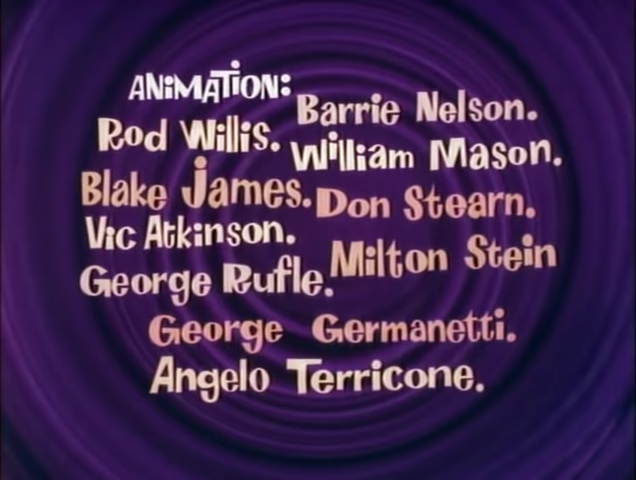 ANiMATiON:
Barrie Nelson.
Rod Willis.
William Mason.
Blake James.
Don Stearn.
Vic Atkinson.
Milton Stein
George Rufle.
George Germanetti.
Angelo Terricone.